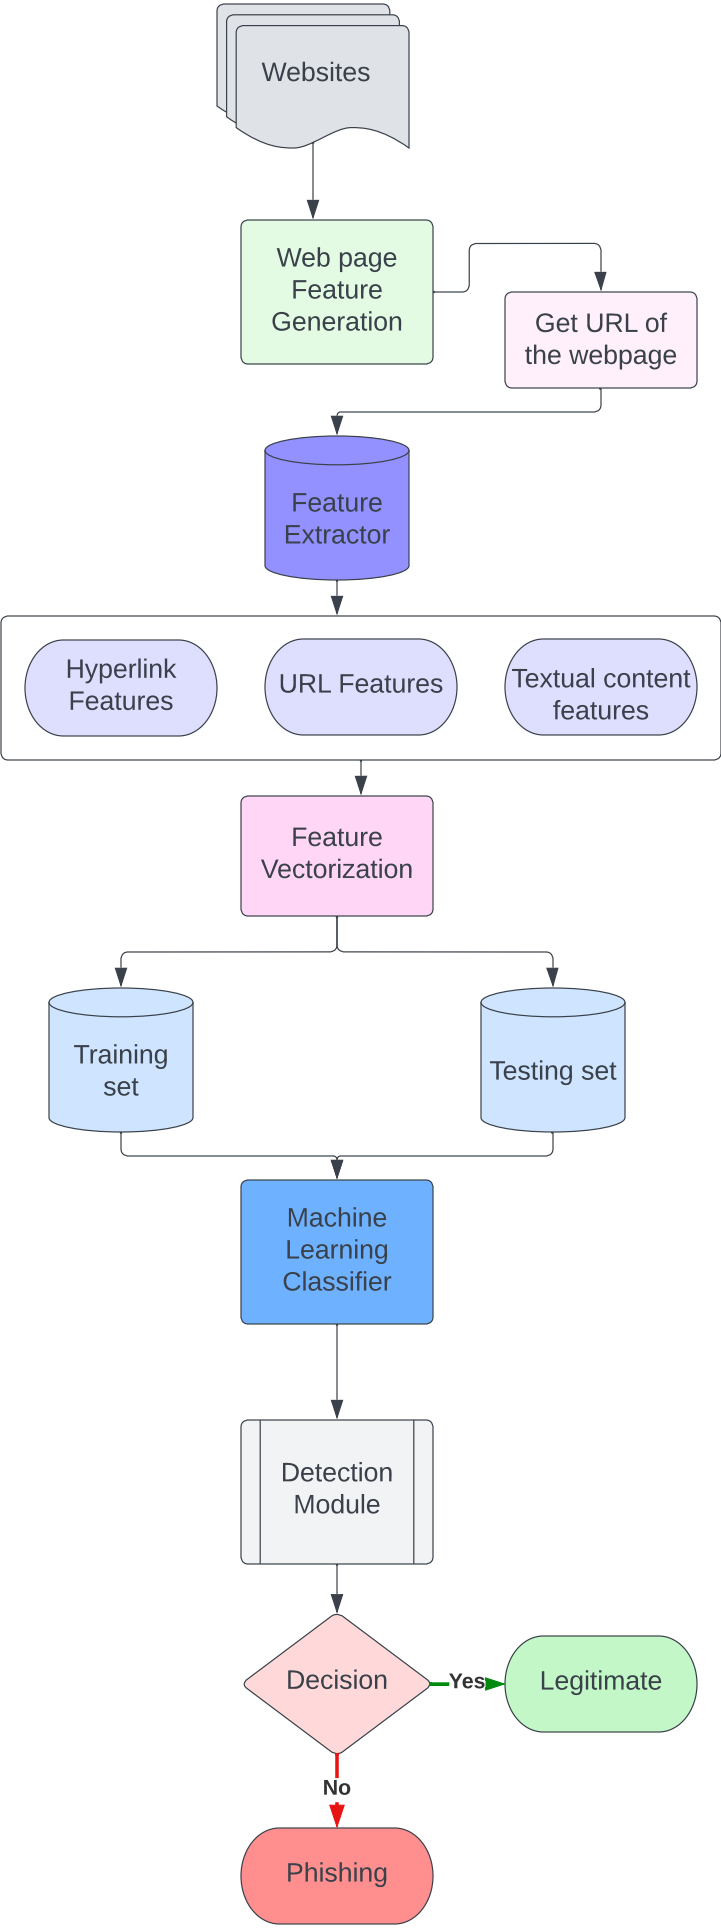 Websites
Web page
Feature
Generation
Get URL of
the webpage
Feature
Extractor
Hyperlink
Features
URL Features
Textual content
features
Feature
Vectorization
Training
set
Testing set
Machine
Learning
Classifier
Detection
Module
Decision
Yes
Legitimate
No
Phishing